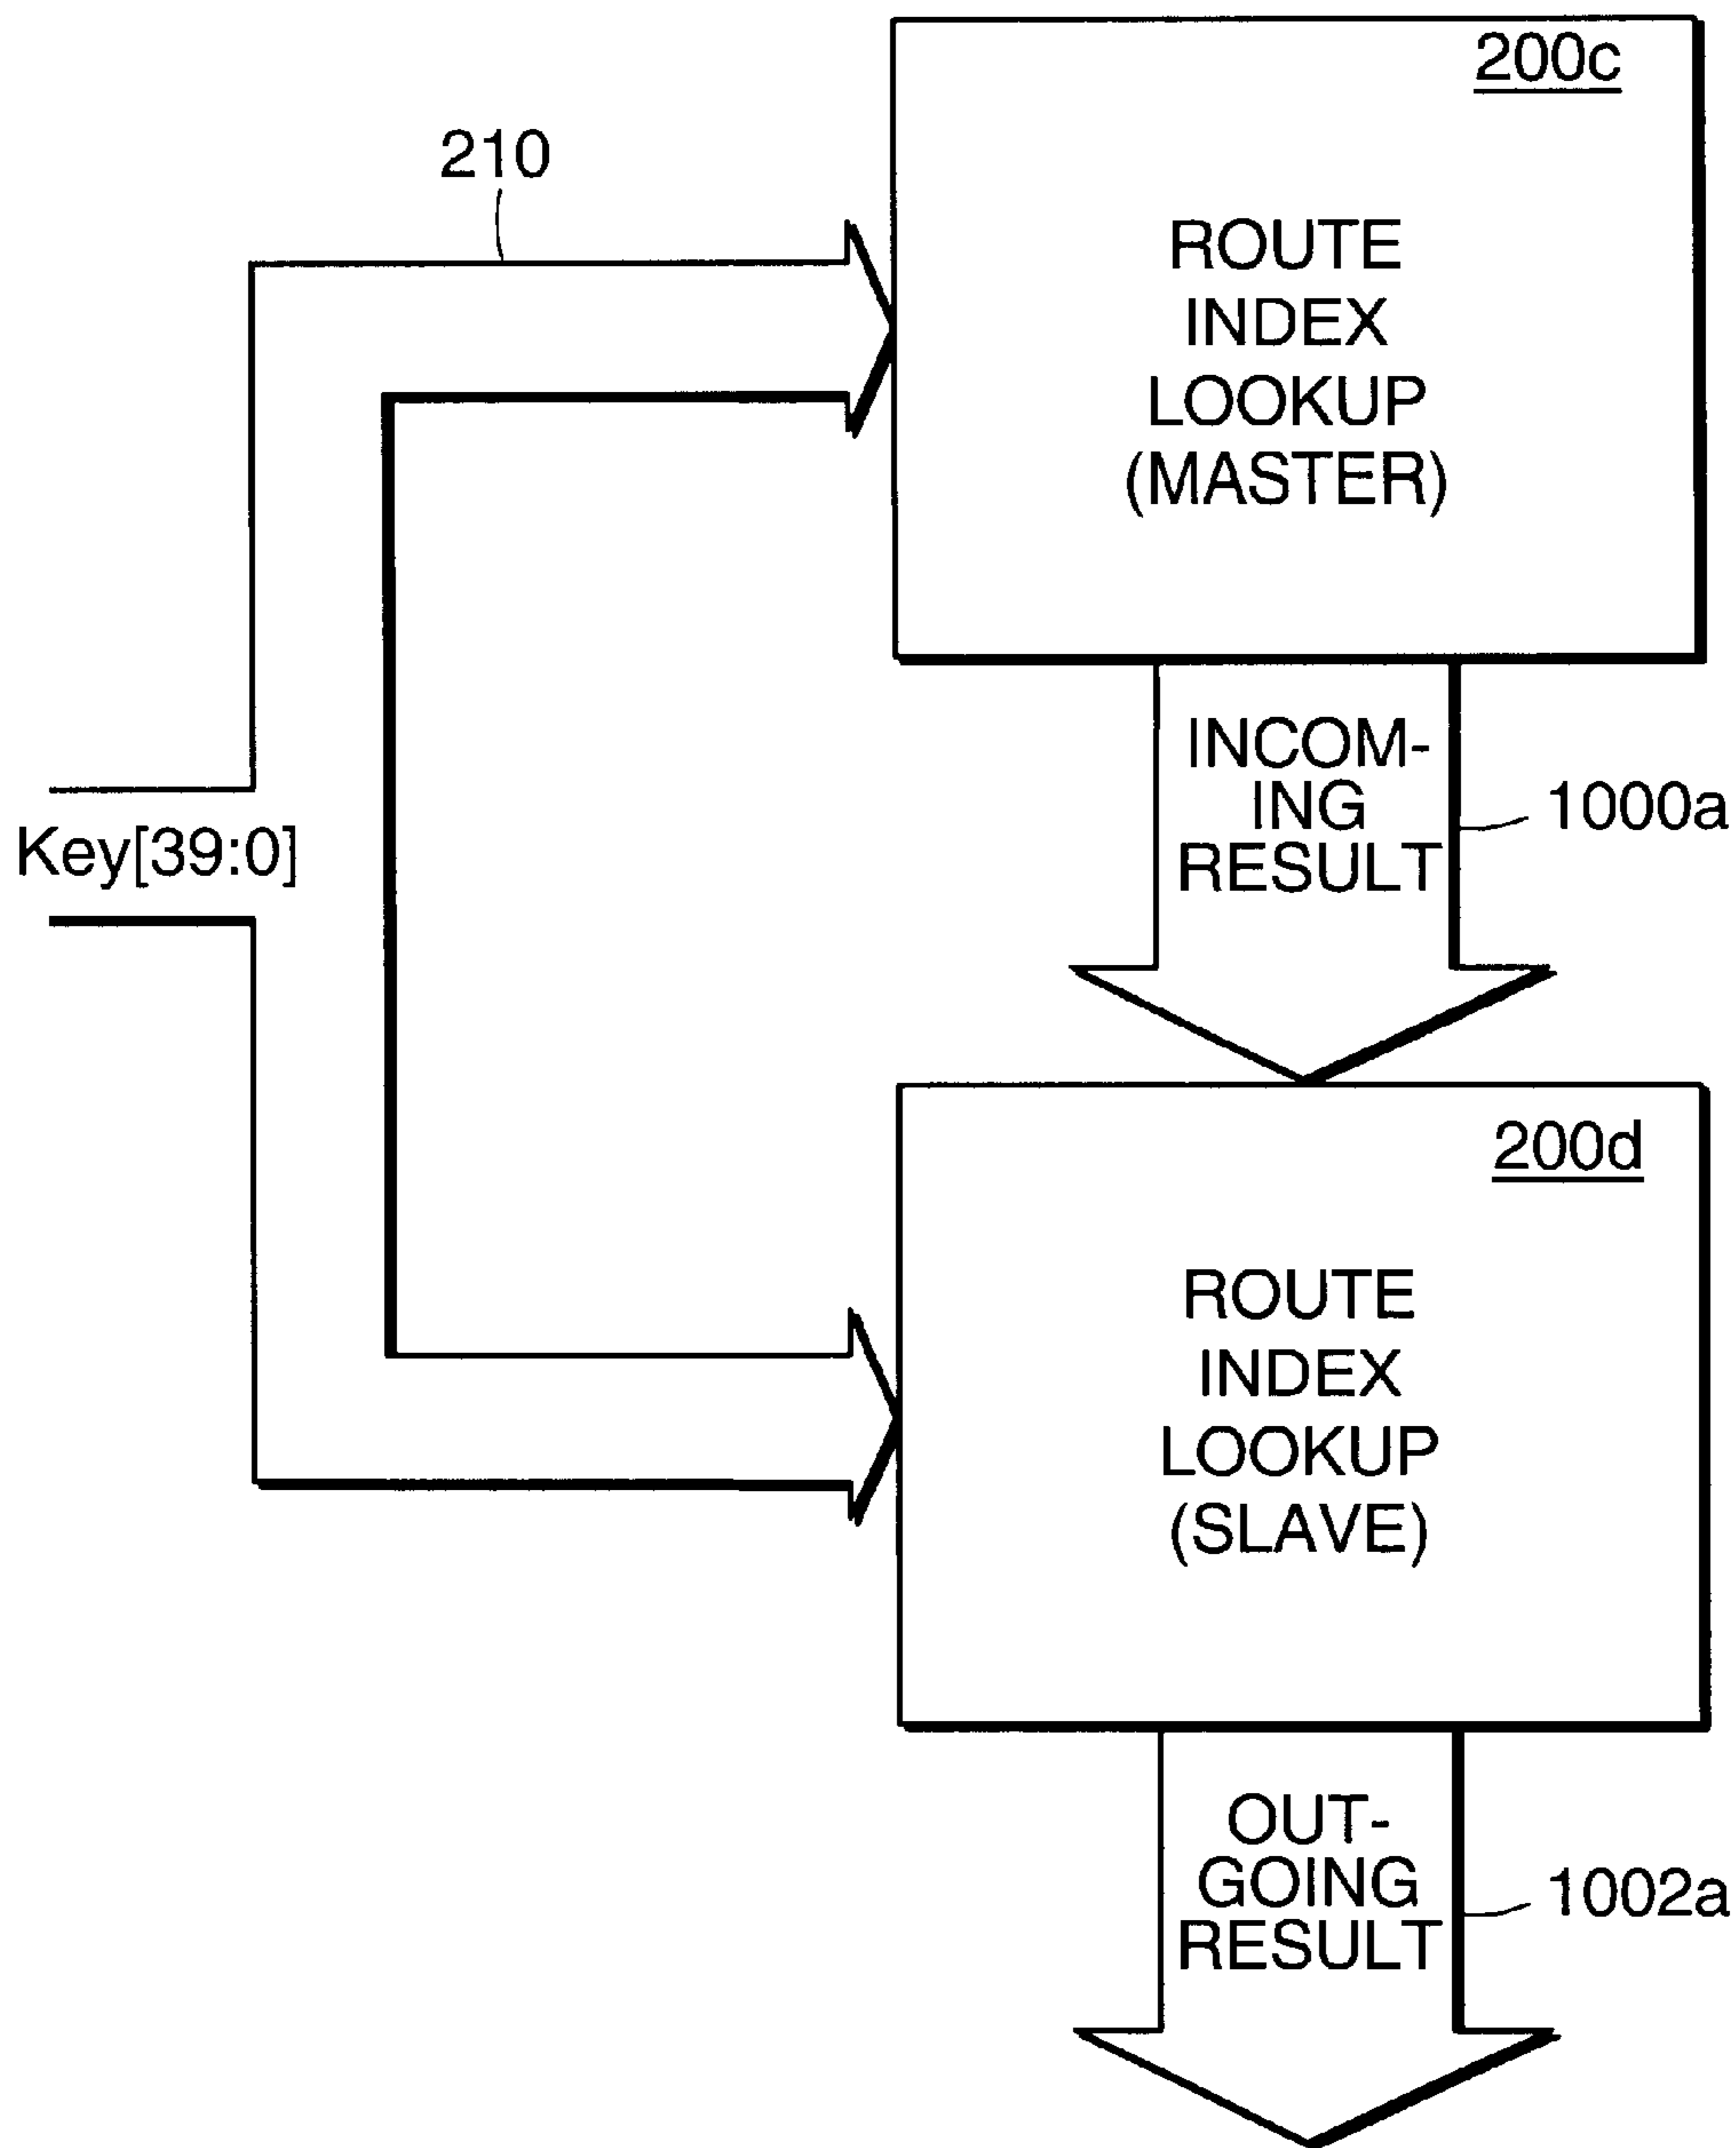 200c
210
ROUTE
INDEX
LOOKUP
(MASTER)
INCOM-
ING
RESULT
1000a
Key[39:0]
200d
ROUTE
INDEX
LOOKUP
(SLAVE)
OUT-
GOING
RESULT
1002a